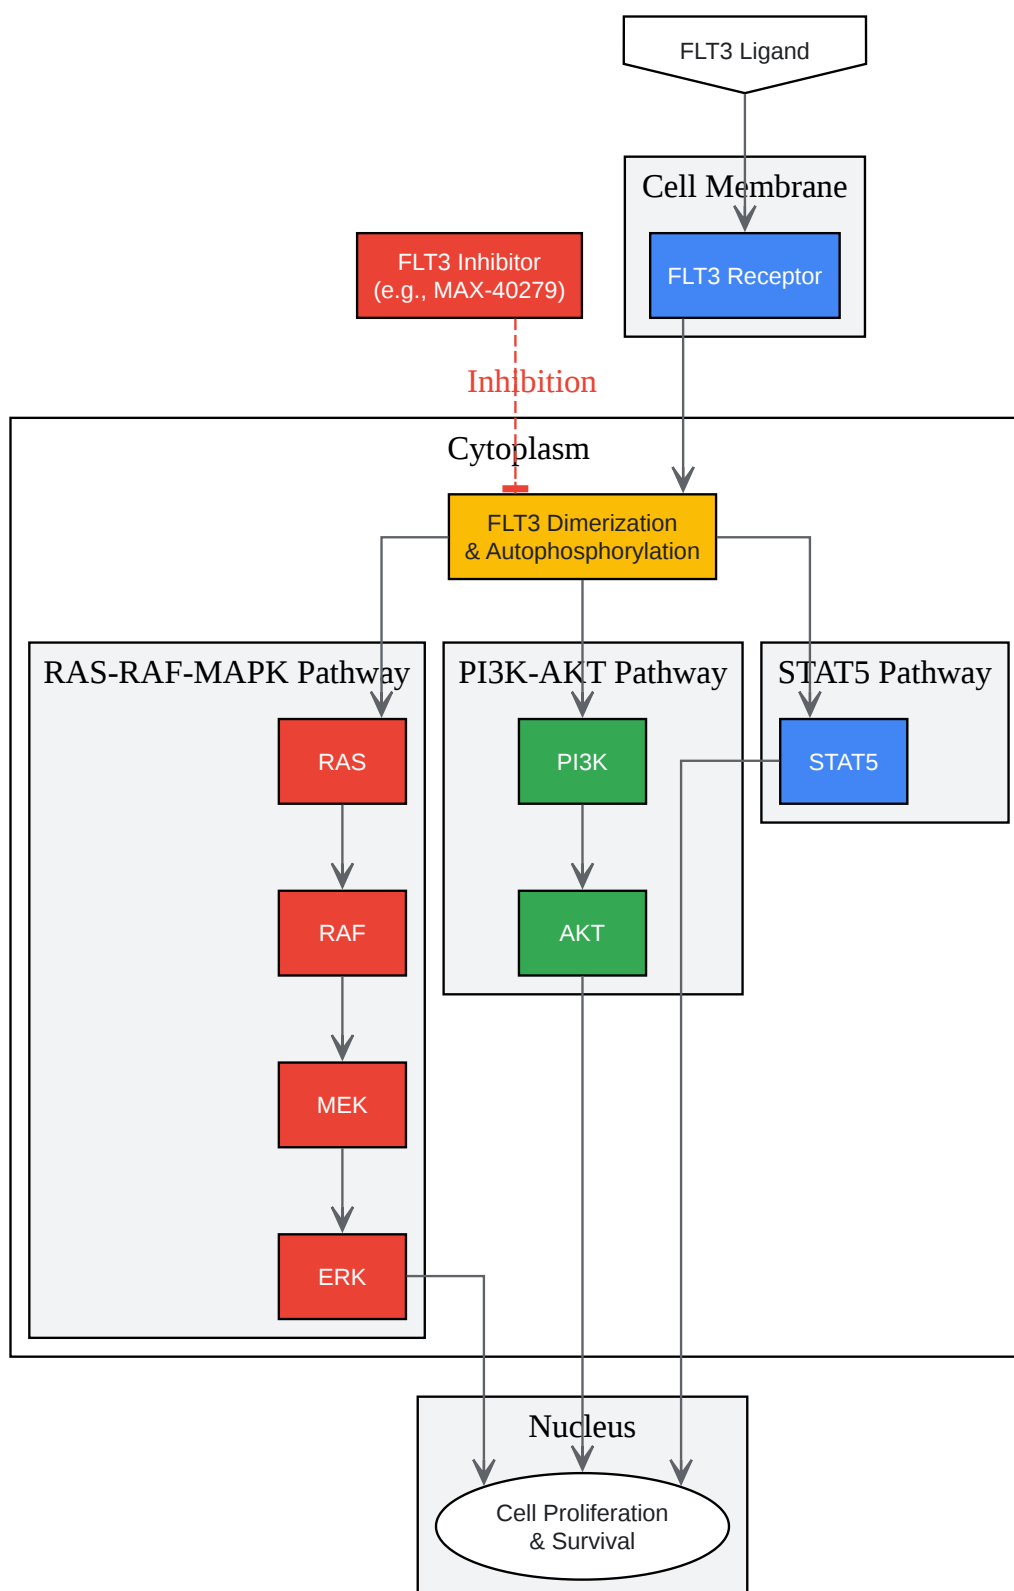 FLT3 Ligand
Cell Membrane
FLT3 Inhibitor
(e.g., MAX-40279)
FLT3 Receptor
Inhibition
Cytoplasm
FLT3 Dimerization
& Autophosphorylation
RAS-RAF-MAPK Pathway
PI3K-AKT Pathway
STAT5 Pathway
RAS
PI3K
STAT5
RAF
AKT
MEK
ERK
Nucleus
Cell Proliferation
& Survival